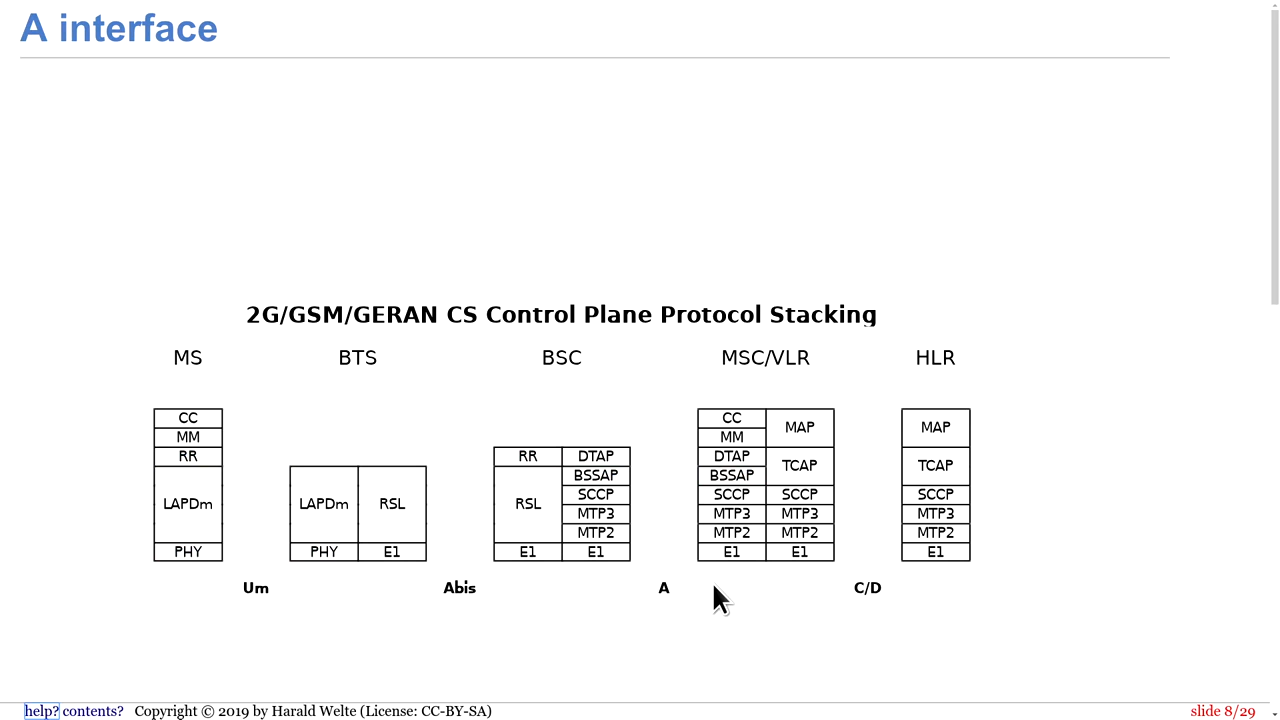 A interface
2G/GSM/GERAN CS Control Plane Protocol Stacking
MS BTS BSC MSC/VLR HLR
CC CC MAP MAP
MM MM
RR RR DTAP DTAP TCAP TCAP
LAPDm LAPDm RSL RSL BSSAP BSSAP
SCCP SCCP SCCP SCCP
MTP3 MTP3 MTP3 MTP3
MTP2 MTP2 MTP2 MTP2
PHY PHY E1 E1 E1 E1 E1 E1
Um Abis A C/D
help? contents? Copyright © 2019 by Harald Welte (License: CC-BY-SA) slide 8/29